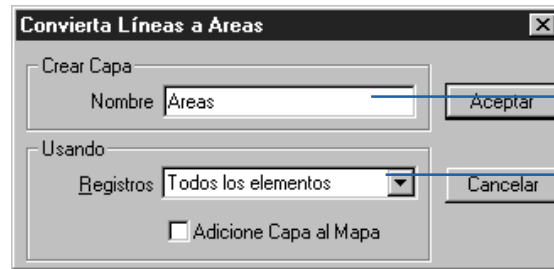 Convierta Líneas a Areas
Crear Capa
Nombre Areas
Aceptar
Usando
Registros Todos los elementos
Cancelar
Adicione Capa al Mapa